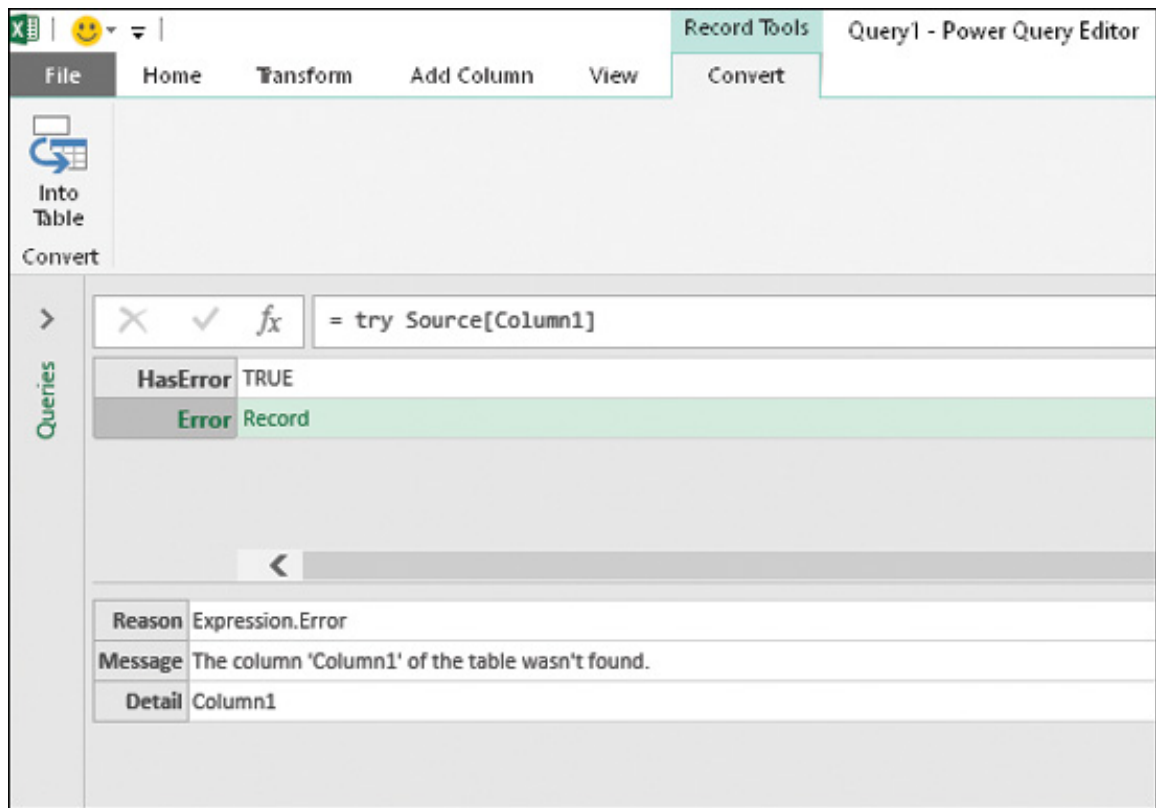 Record Tools
Query1 - Power Query Editor
File Home Transform Add Column View Convert
Into
Table
Convert
fx = try Source[Column1]
Queries
HasError TRUE
Error Record
Reason Expression.Error
Message The column 'Column1' of the table wasn't found.
Detail Column1